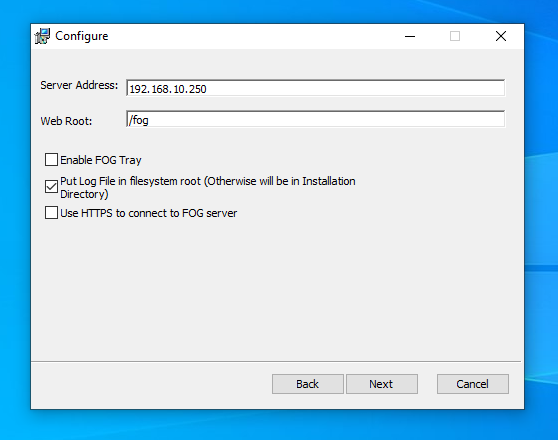 Configure
Server Address:
192.168.10.250
Web Root:
/fog
Enable FOG Tray
Put Log File in filesystem root (Otherwise will be in Installation
Directory)
Use HTTPS to connect to FOG server
Back
Next
Cancel